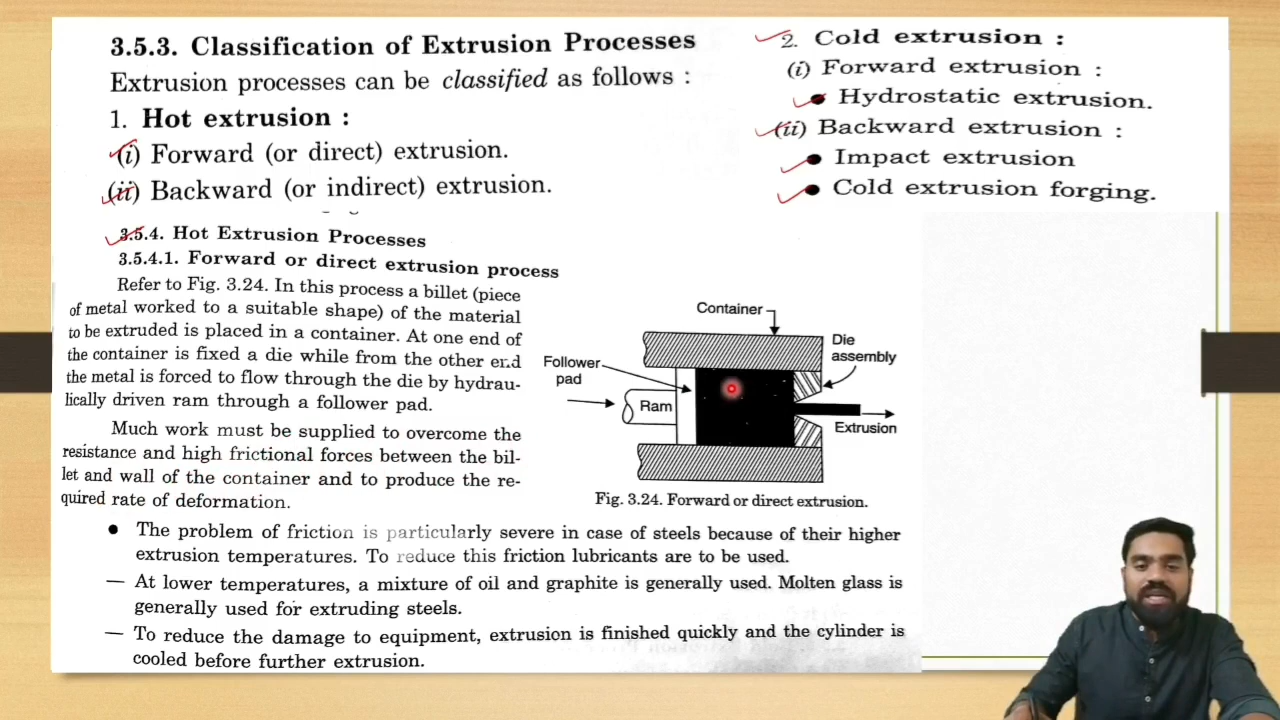 3.5.3. Classification of Extrusion Processes
Extrusion processes can be classified as follows :
1. Hot extrusion :
(i) Forward (or direct) extrusion.
(ii) Backward (or indirect) extrusion.
2. Cold extrusion :
(i) Forward extrusion :
● Hydrostatic extrusion.
(ii) Backward extrusion :
● Impact extrusion
● Cold extrusion forging.
3.5.4. Hot Extrusion Processes
3.5.4.1. Forward or direct extrusion process
Refer to Fig. 3.24. In this process a billet (piece
of metal worked to a suitable shape) of the material
to be extruded is placed in a container. At one end of
the container is fixed a die while from the other end
the metal is forced to flow through the die by hydrau-
lically driven ram through a follower pad.
Much work must be supplied to overcome the
resistance and high frictional forces between the bil-
let and wall of the container and to produce the re-
quired rate of deformation.
Container
Die
assembly
Follower
pad
Ram
Extrusion
Fig. 3.24. Forward or direct extrusion.
● The problem of friction is particularly severe in case of steels because of their higher
extrusion temperatures. To reduce this friction lubricants are to be used.
— At lower temperatures, a mixture of oil and graphite is generally used. Molten glass is
generally used for extruding steels.
— To reduce the damage to equipment, extrusion is finished quickly and the cylinder is
cooled before further extrusion.